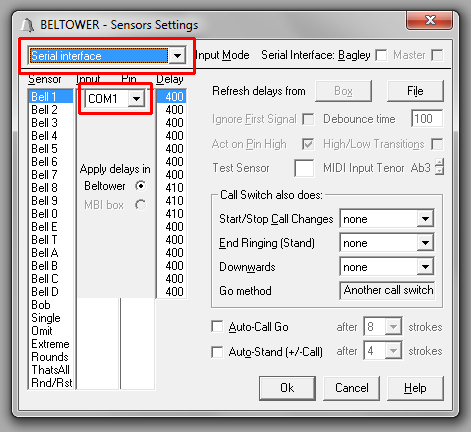 BELTOWER - Sensors Settings
Serial interface Input Mode Serial Interface: Bagley Master
Sensor Input Pin Delay
Bell 1 COM1 400
Bell 2 400
Bell 3 400
Bell 4 400
Bell 5 400
Bell 6 400
Bell 7 400
Bell 8 410
Bell 9 410
Bell 0 410
Bell E 400
Bell T 400
Bell A 400
Bell B 400
Bell C 400
Bell D 400
Bob
Single
Omit
Extreme
Rounds
ThatsAll
Rnd/Rst
Apply delays in
Beltower
MBI box
Refresh delays from Box File
Ignore First Signal Debounce time 100
Act on Pin High High/Low Transitions
Test Sensor MIDI Input Tenor Ab3
Call Switch also does:
Start/Stop Call Changes none
End Ringing (Stand) none
Downwards none
Go method Another call switch
Auto-Call Go after 8 strokes
Auto-Stand (+/-Call) after 4 strokes
Ok Cancel Help